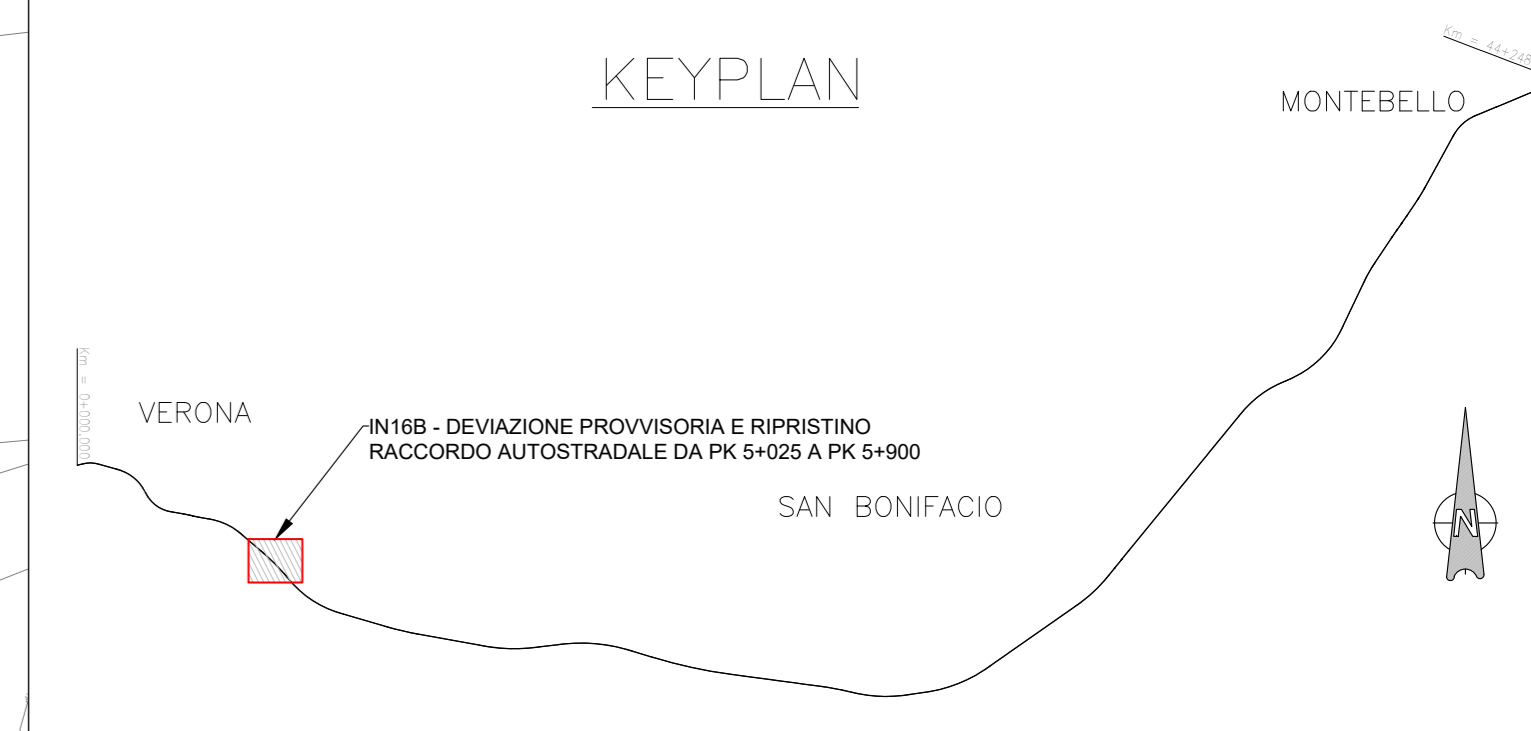 KEYPLAN
Km = 44+248
MONTEBELLO
Km = 0+000.000
VERONA
IN16B - DEVIAZIONE PROVVISORIA E RIPRISTINO
RACCORDO AUTOSTRADALE DA PK 5+025 A PK 5+900
SAN BONIFACIO
N